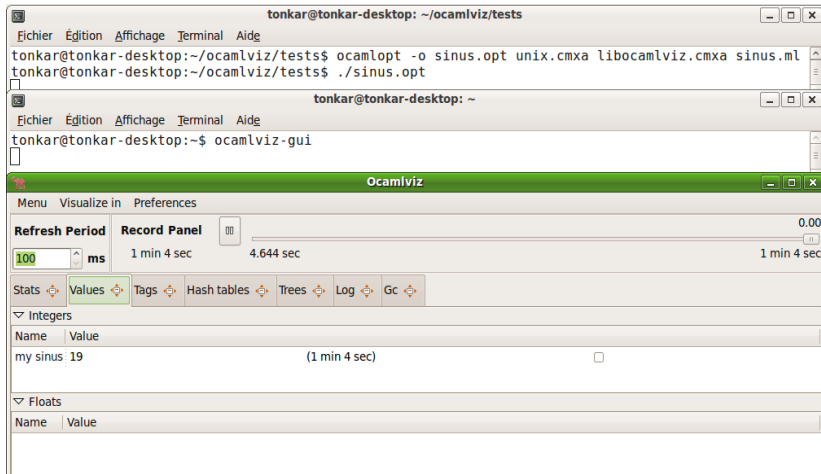 tonkar@tonkar-desktop: ~/ocamlviz/tests
Fichier Édition Affichage Terminal Aide
tonkar@tonkar-desktop:~/ocamlviz/tests$ ocamlopt -o sinus.opt unix.cmxa libocamlviz.cmxa sinus.ml
tonkar@tonkar-desktop:~/ocamlviz/tests$ ./sinus.opt
tonkar@tonkar-desktop: ~
Fichier Édition Affichage Terminal Aide
tonkar@tonkar-desktop:~$ ocamlviz-gui
Ocamlviz
Menu Visualize in Preferences
Refresh Period Record Panel 0.00
100 ms 1 min 4 sec 4.644 sec 1 min 4 sec
Stats Values Tags Hash tables Trees Log Gc
Integers
Name Value
my sinus 19 (1 min 4 sec)
Floats
Name Value